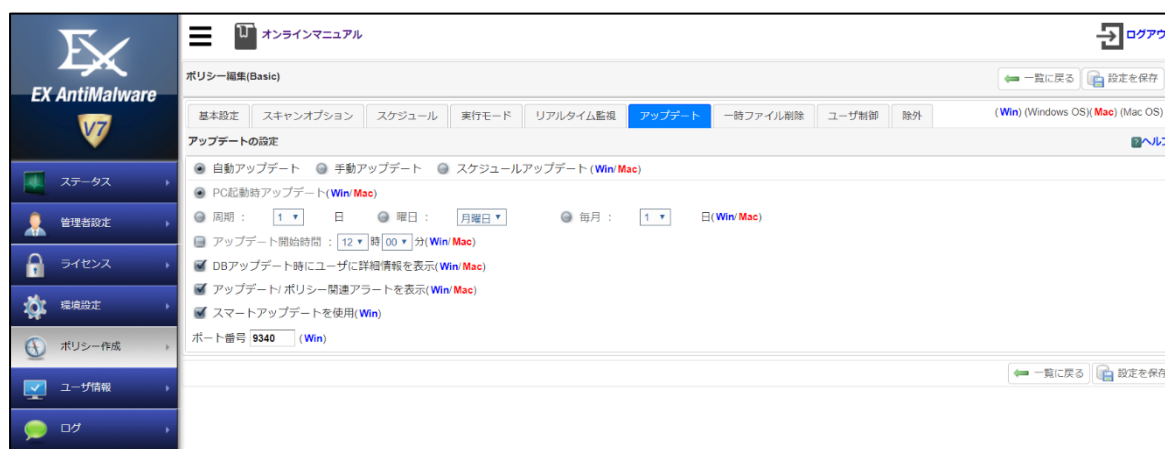 オンラインマニュアル
EX
EX AntiMalware
V7
ポリシー編集(Basic)
一覧に戻る 設定を保存
基本設定 スキャンオプション スケジュール 実行モード リアルタイム監視 アップデート 一時ファイル削除 ユーザ制御 除外 (Win) (Windows OS)(Mac) (Mac OS)
アップデートの設定
自動アップデート 手動アップデート スケジュールアップデート (Win/Mac)
PC起動時アップデート(Win/Mac)
周期 : 1 日 曜日 : 月曜日 毎月 : 1 日(Win/Mac)
アップデート開始時間 : 12 時 00 分(Win/Mac)
DBアップデート時にユーザに詳細情報を表示(Win/Mac)
アップデート/ポリシー関連アラートを表示(Win/Mac)
スマートアップデートを使用(Win)
ポート番号 9340 (Win)
一覧に戻る 設定を保存
ステータス
管理者設定
ライセンス
環境設定
ポリシー作成
ユーザ情報
ログ